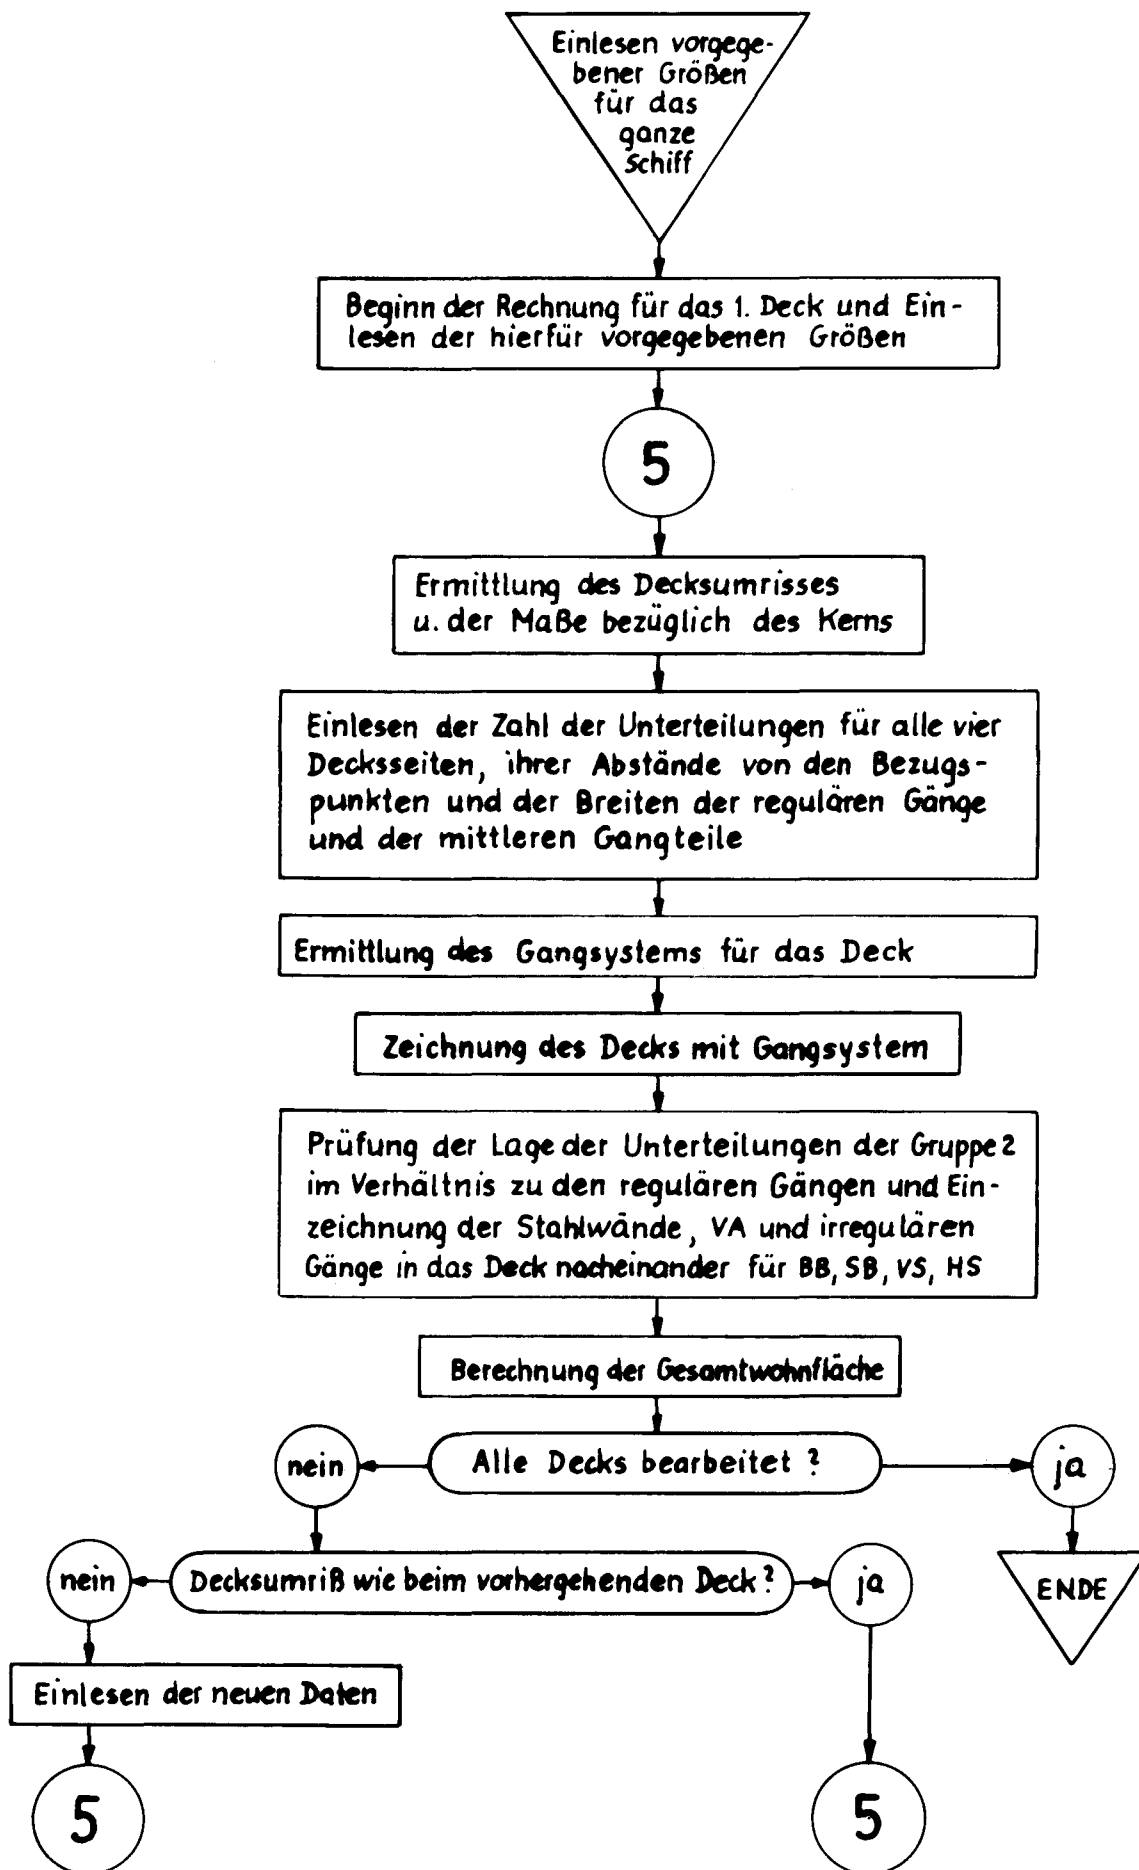 Einlesen vorgege-
bener Größen
für das
ganze
Schiff
Beginn der Rechnung für das 1. Deck und Ein-
lesen der hierfür vorgegebenen Größen
5
Ermittlung des Decksumrisses
u. der Maße bezüglich des Kerns
Einlesen der Zahl der Unterteilungen für alle vier
Decksseiten, ihrer Abstände von den Bezugs-
punkten und der Breiten der regulären Gänge
und der mittleren Gangteile
Ermittlung des Gangsystems für das Deck
Zeichnung des Decks mit Gangsystem
Prüfung der Lage der Unterteilungen der Gruppe 2
im Verhältnis zu den regulären Gängen und Ein-
zeichnung der Stahlwände, VA und irregulären
Gänge in das Deck nacheinander für BB, SB, VS, HS
Berechnung der Gesamtwohnfläche
nein
Alle Decks bearbeitet ?
ja
nein
Decksumriß wie beim vorhergehenden Deck?
ja
ENDE
Einlesen der neuen Daten
5
5